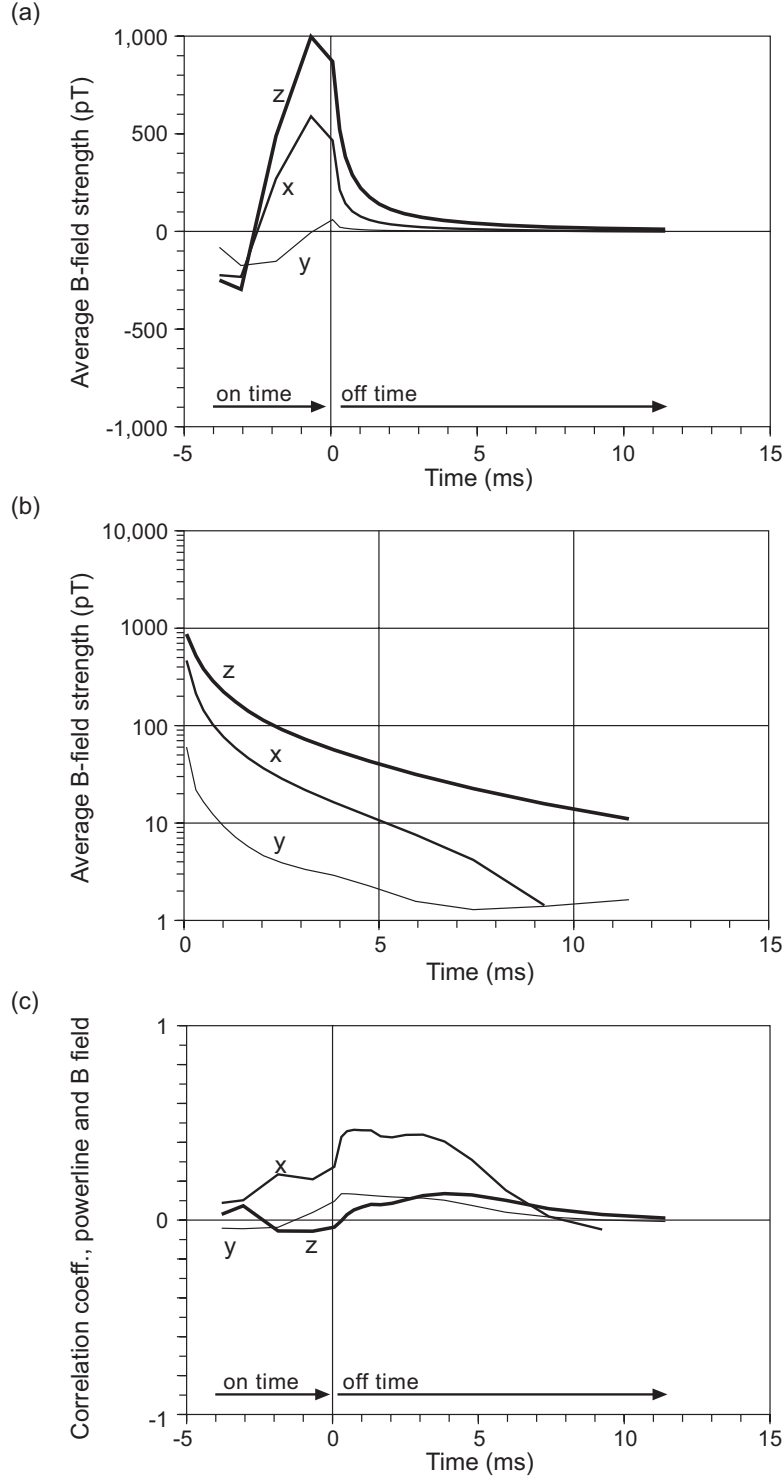 (a)
Average B-field strength (pT)
1,000
500
0
-500
-1,000
z
x
y
on time
off time
-5
0
5
10
15
Time (ms)
(b)
Average B-field strength (pT)
10,000
1000
100
10
1
z
x
y
0
5
10
15
Time (ms)
(c)
Correlation coeff., powerline and B field
1
0
-1
x
y
z
on time
off time
-5
0
5
10
15
Time (ms)